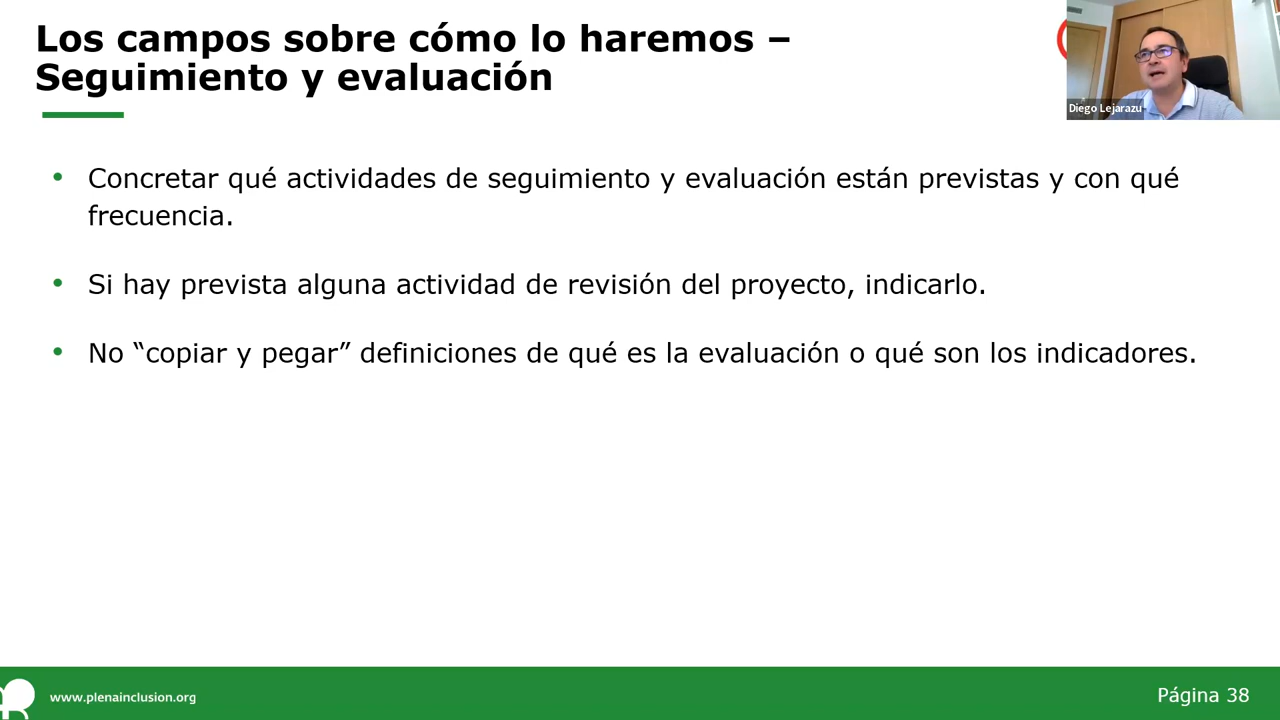 Los campos sobre cómo lo haremos –
Seguimiento y evaluación
Diego Lejarazu
• Concretar qué actividades de seguimiento y evaluación están previstas y con qué
frecuencia.
• Si hay prevista alguna actividad de revisión del proyecto, indicarlo.
• No “copiar y pegar” definiciones de qué es la evaluación o qué son los indicadores.
www.plenainclusion.org
Página 38